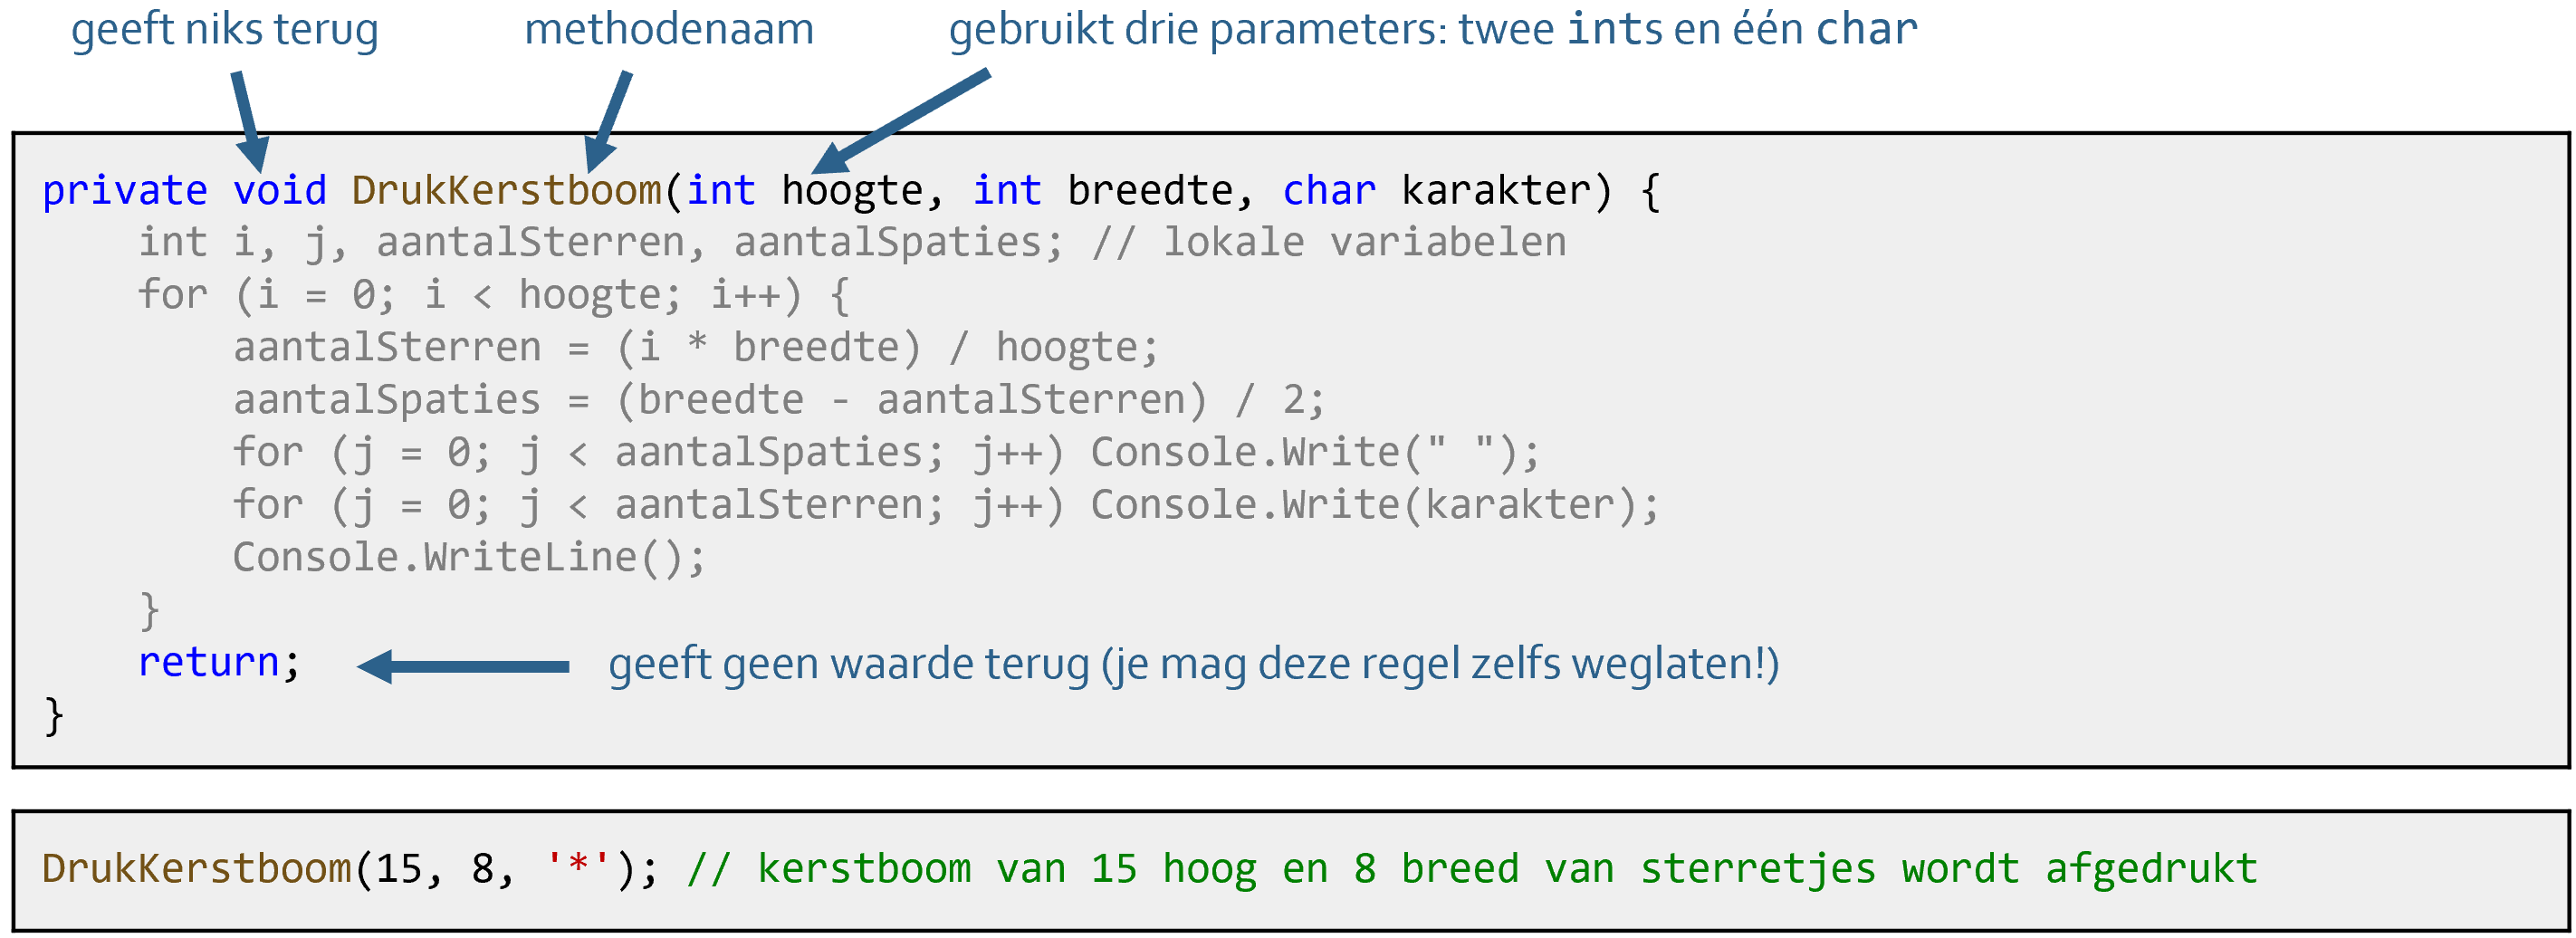 geeft niks terug methodenaam gebruikt drie parameters: twee ints en één char
private void DrukKerstboom(int hoogte, int breedte, char karakter) {
    int i, j, aantalSterren, aantalSpaties; // lokale variabelen
    for (i = 0; i < hoogte; i++) {
        aantalSterren = (i * breedte) / hoogte;
        aantalSpaties = (breedte - aantalSterren) / 2;
        for (j = 0; j < aantalSpaties; j++) Console.Write(" ");
        for (j = 0; j < aantalSterren; j++) Console.Write(karakter);
        Console.WriteLine();
    }
    return; geeft geen waarde terug (je mag deze regel zelfs weglaten!)
}
DrukKerstboom(15, 8, '*'); // kerstboom van 15 hoog en 8 breed van sterretjes wordt afgedrukt